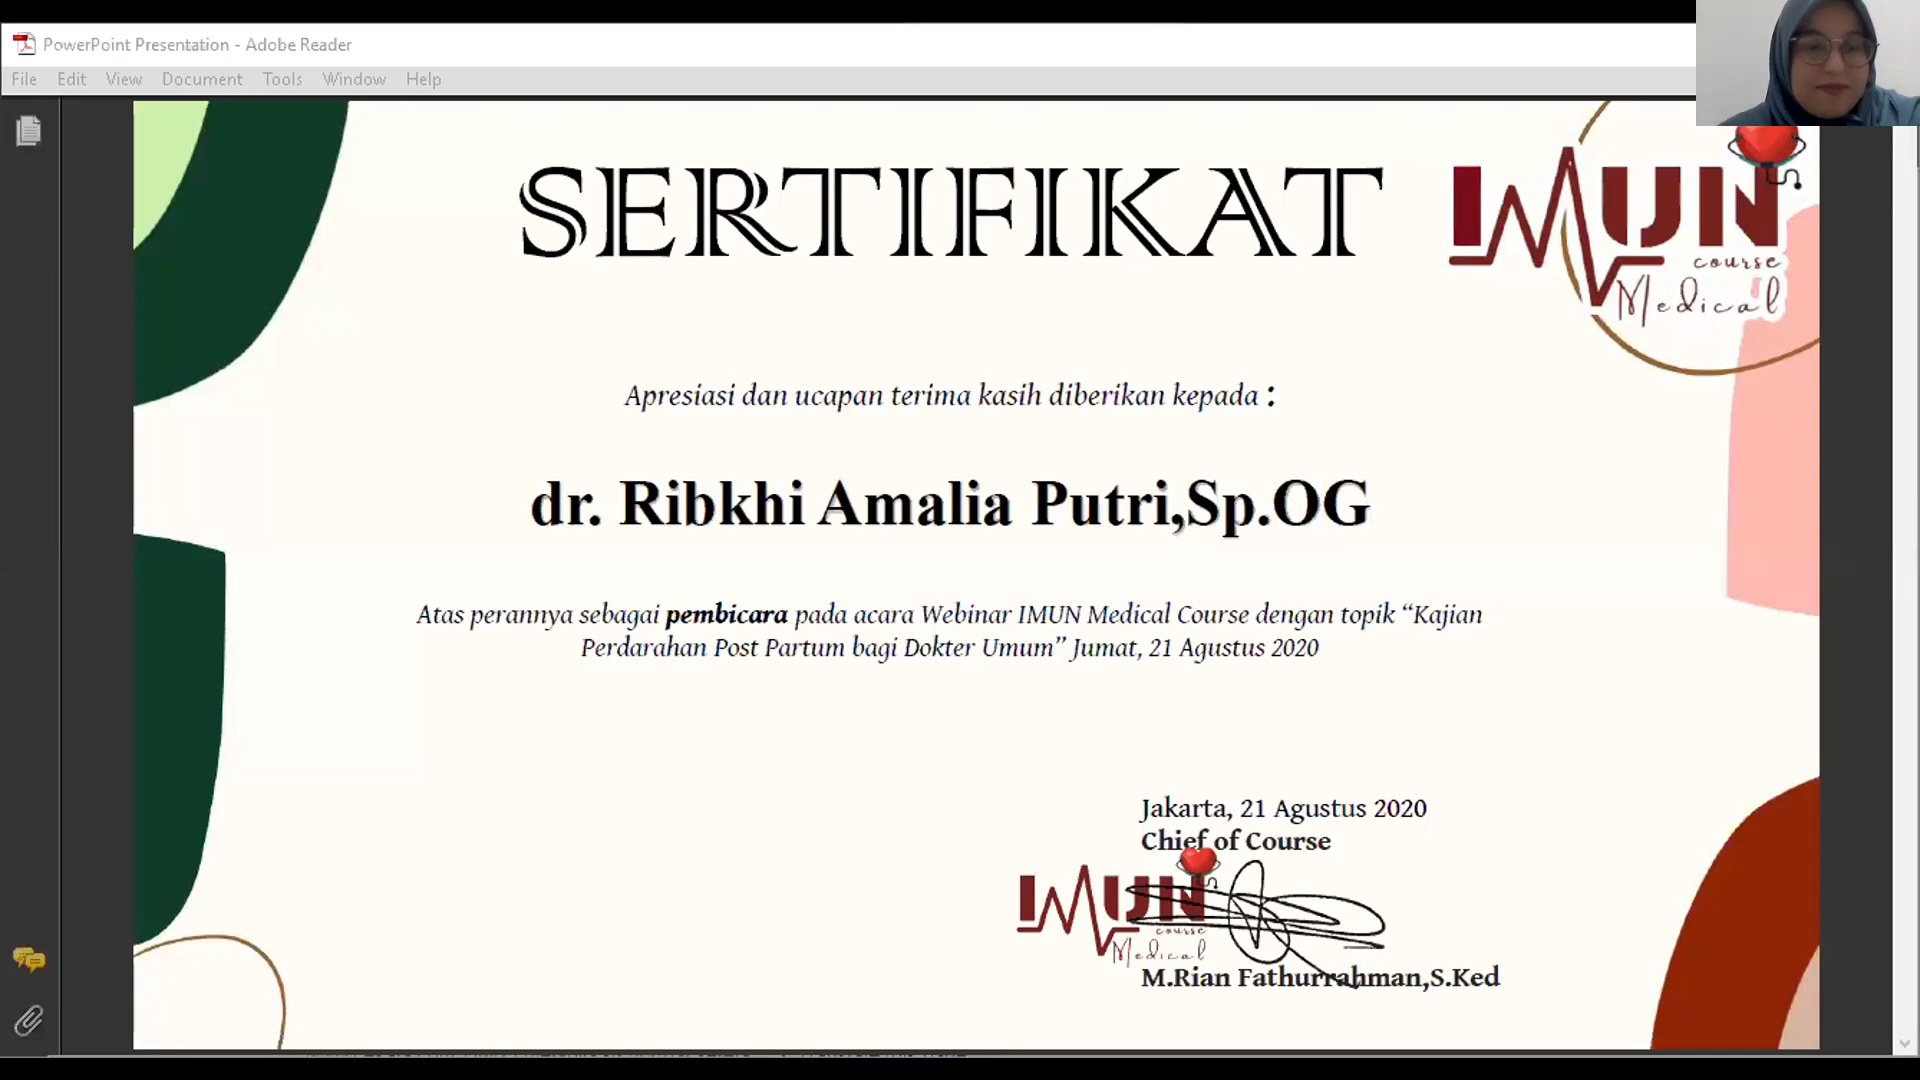 PowerPoint Presentation - Adobe Reader
File Edit View Document Tools Window Help
SERTIFIKAT
IMUN
course
Medical
Apresiasi dan ucapan terima kasih diberikan kepada :
dr. Ribkhi Amalia Putri,Sp.OG
Atas perannya sebagai pembicara pada acara Webinar IMUN Medical Course dengan topik “Kajian
Perdarahan Post Partum bagi Dokter Umum” Jumat, 21 Agustus 2020
Jakarta, 21 Agustus 2020
Chief of Course
IMUN
course
Medical
M.Rian Fathurrahman,S.Ked